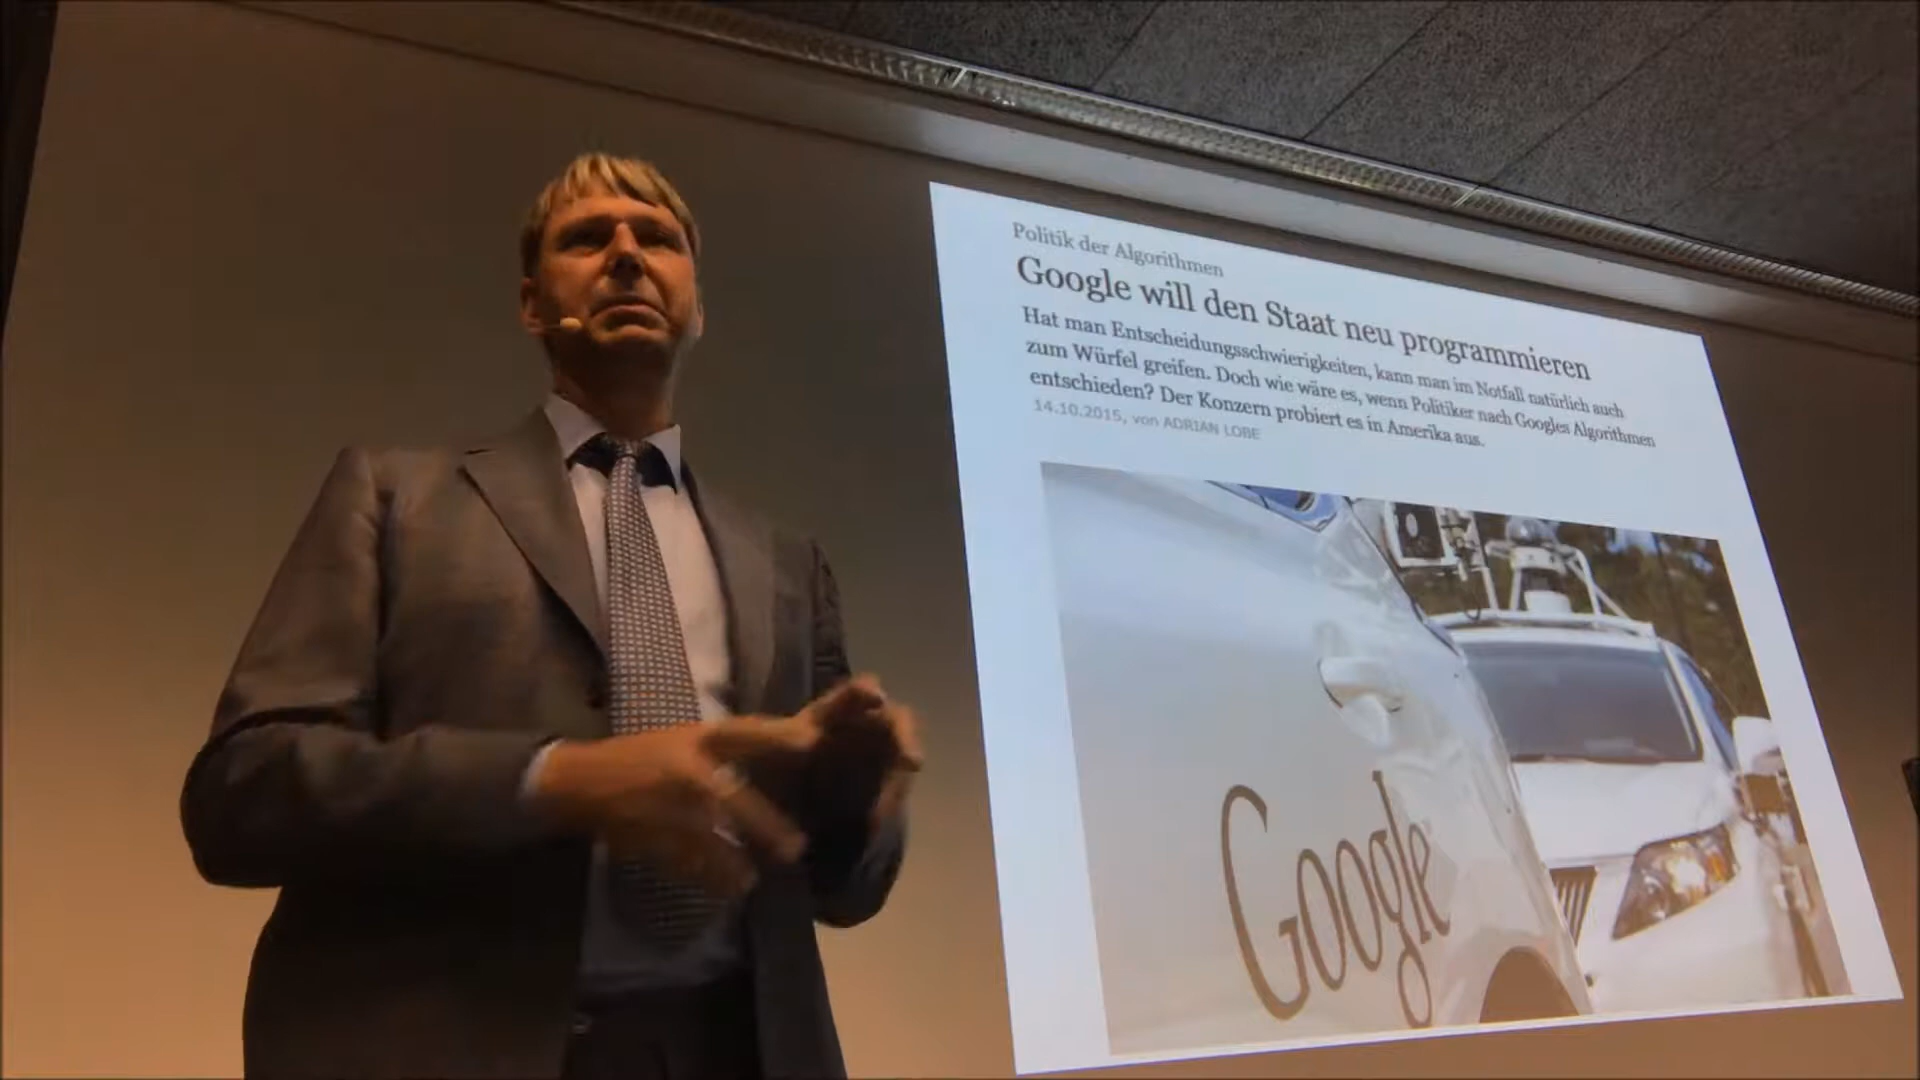 Politik der Algorithmen
Google will den Staat neu programmieren
Hat man Entscheidungsschwierigkeiten, kann man im Notfall natürlich auch
zum Würfel greifen. Doch wie wäre es, wenn Politiker nach Googles Algorithmen
entschieden? Der Konzern probiert es in Amerika aus.
14.10.2015, von ADRIAN LOBE
Google